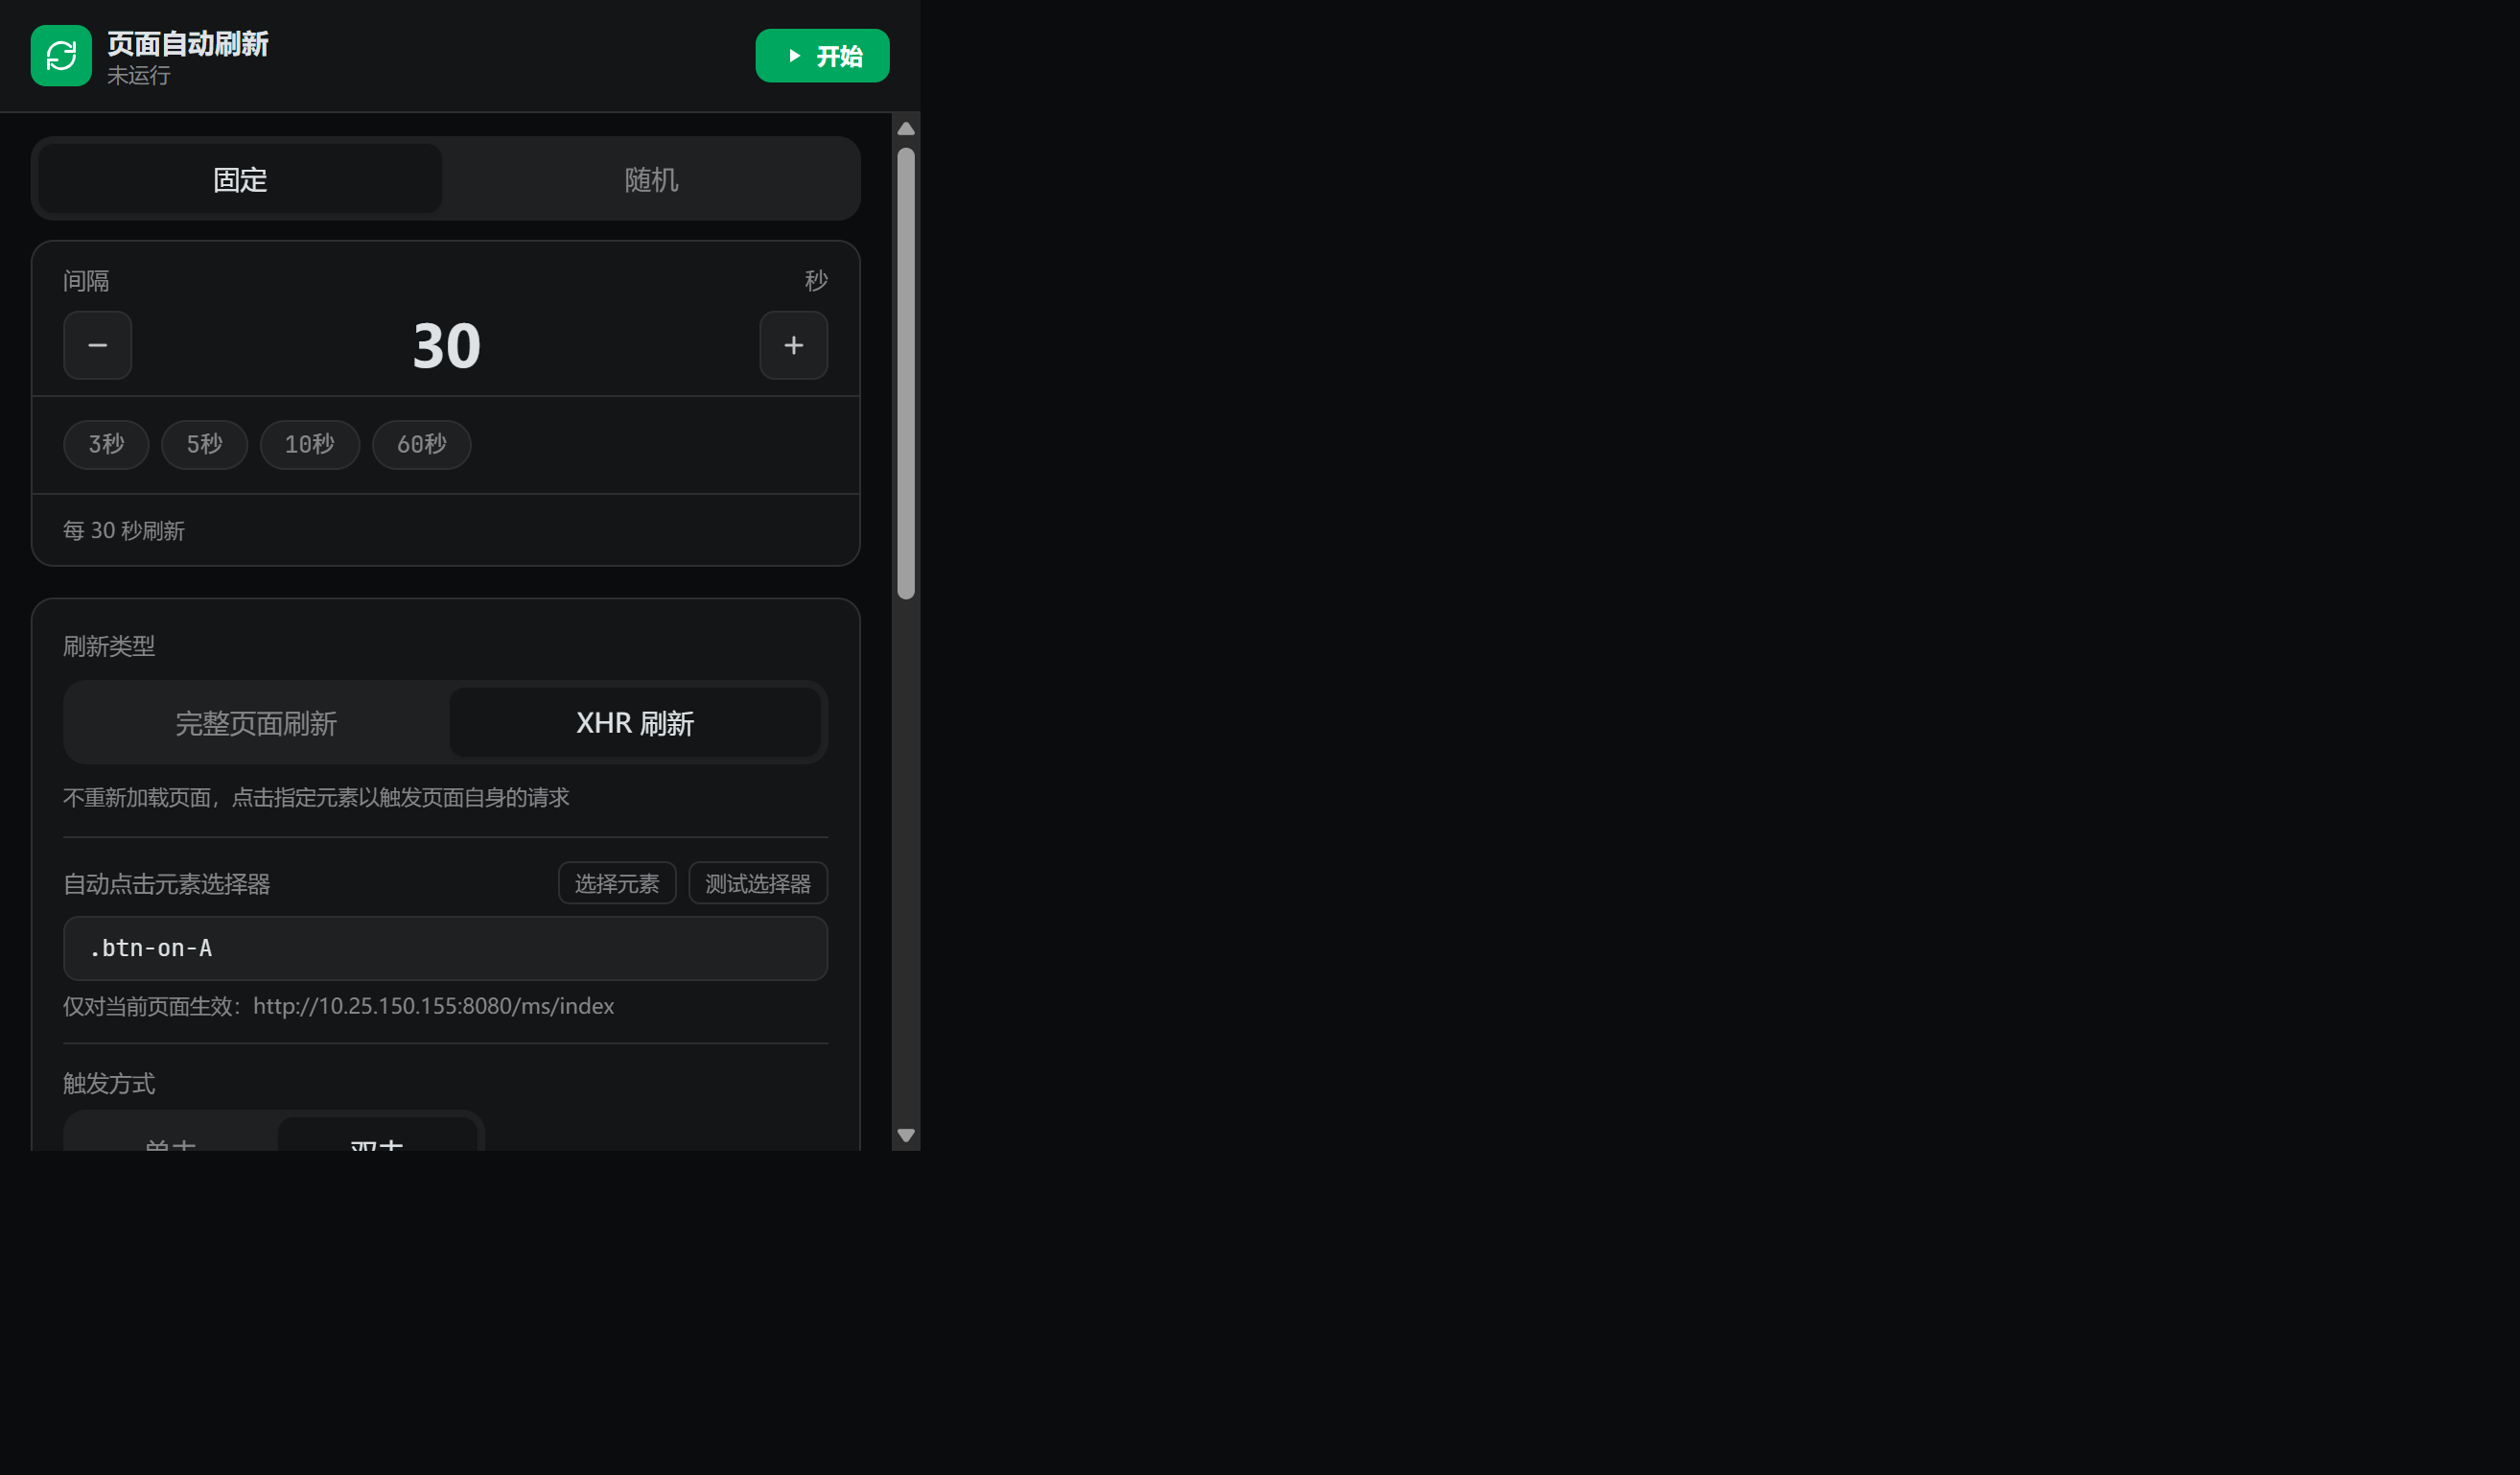 页面自动刷新
未运行
开始
固定
随机
间隔
秒
30
3秒
5秒
10秒
60秒
每 30 秒刷新
刷新类型
完整页面刷新
XHR 刷新
不重新加载页面，点击指定元素以触发页面自身的请求
自动点击元素选择器
选择元素
测试选择器
.btn-on-A
仅对当前页面生效：http://10.25.150.155:8080/ms/index
触发方式
单击
双击